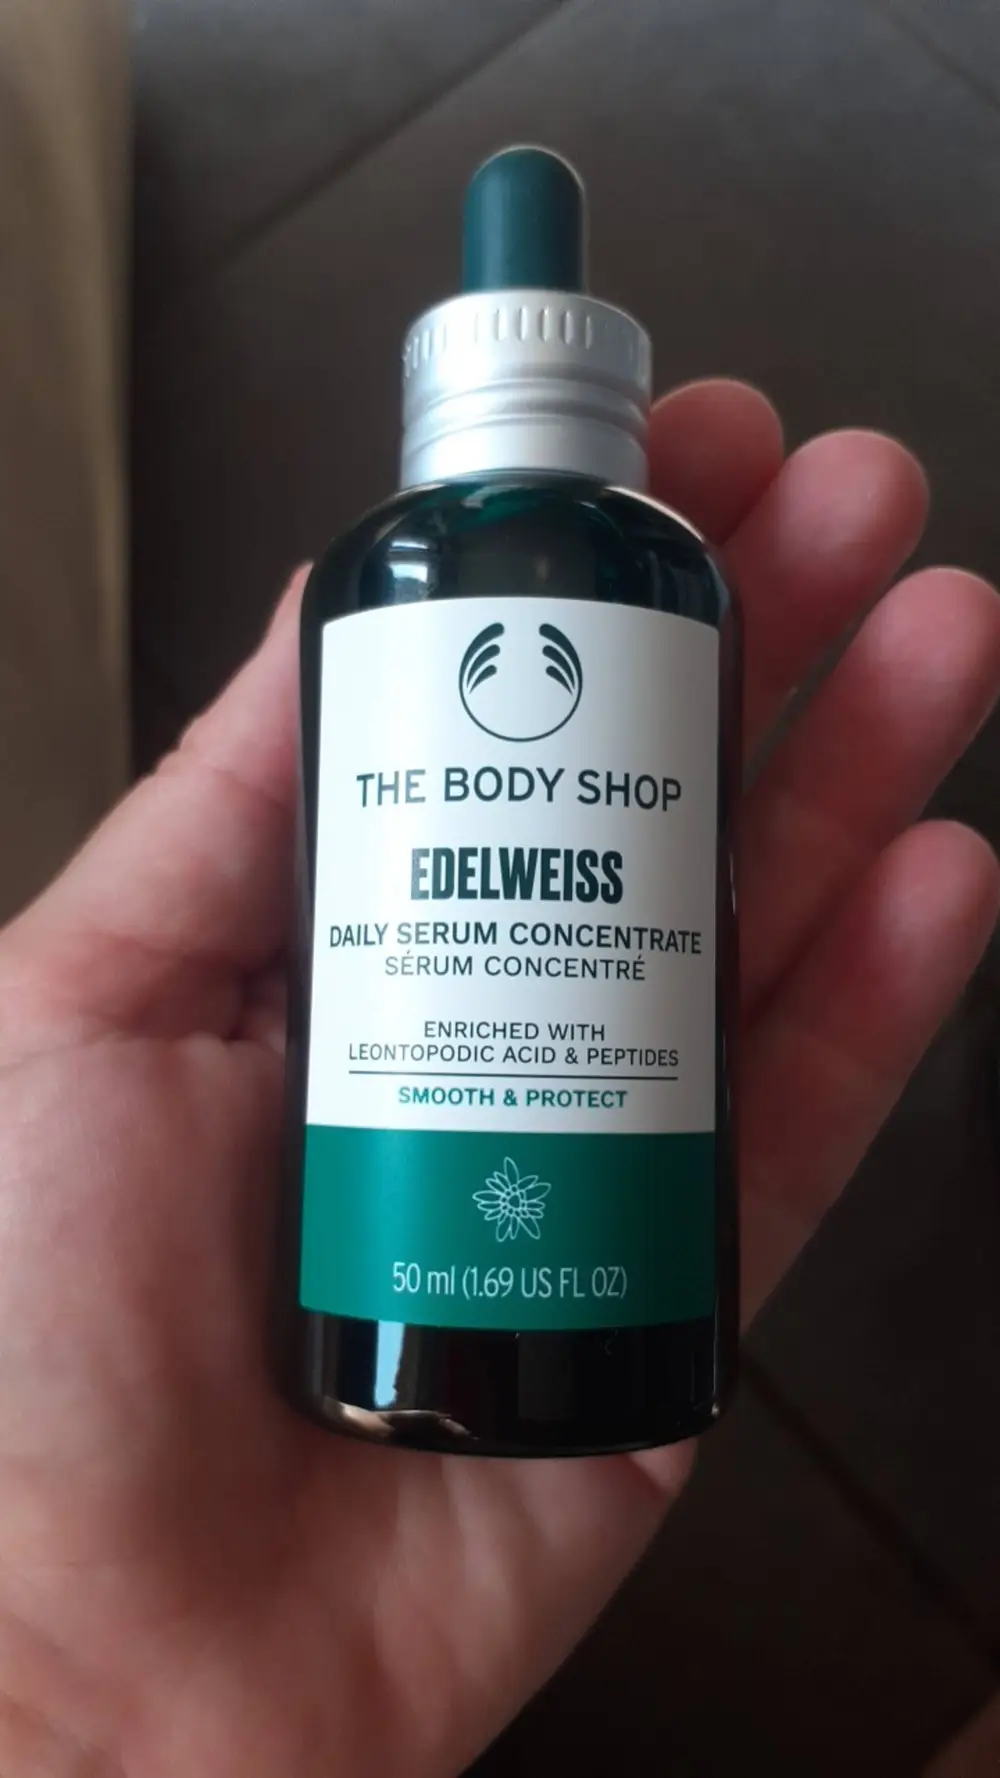 THE BODY SHOP
EDELWEISS
DAILY SERUM CONCENTRATE
SÉRUM CONCENTRÉ
ENRICHED WITH
LEONTOPODIC ACID & PEPTIDES
SMOOTH & PROTECT
50 ml (1.69 US FL OZ)